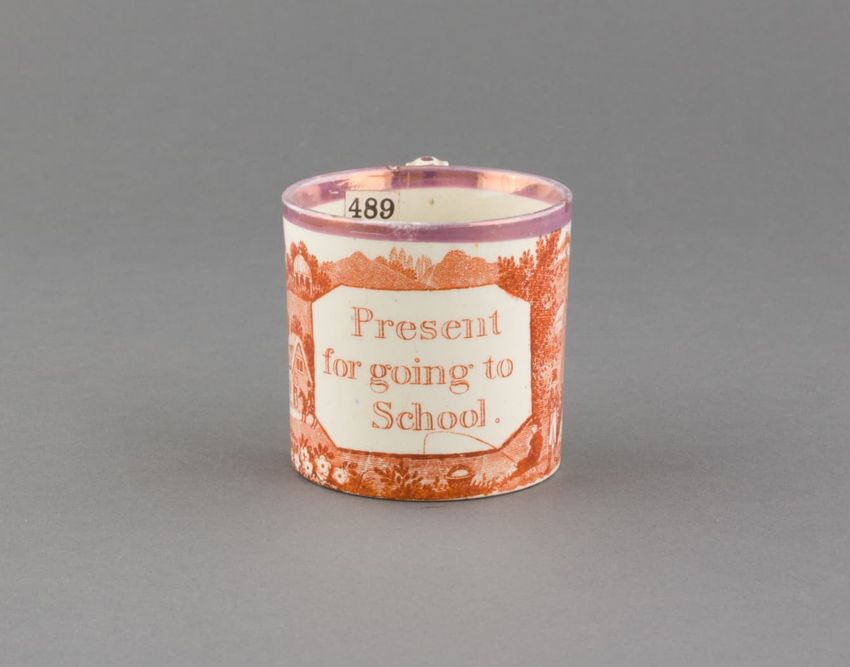 489
Present
for going to
School.